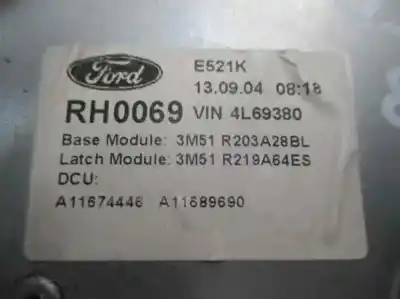 Ford
E521K
13.09.04 08:18
RH0069 VIN 4L69380
Base Module: 3M51 R203A28BL
Latch Module: 3M51 R219A64ES
DCU:
A11674446 A11689690